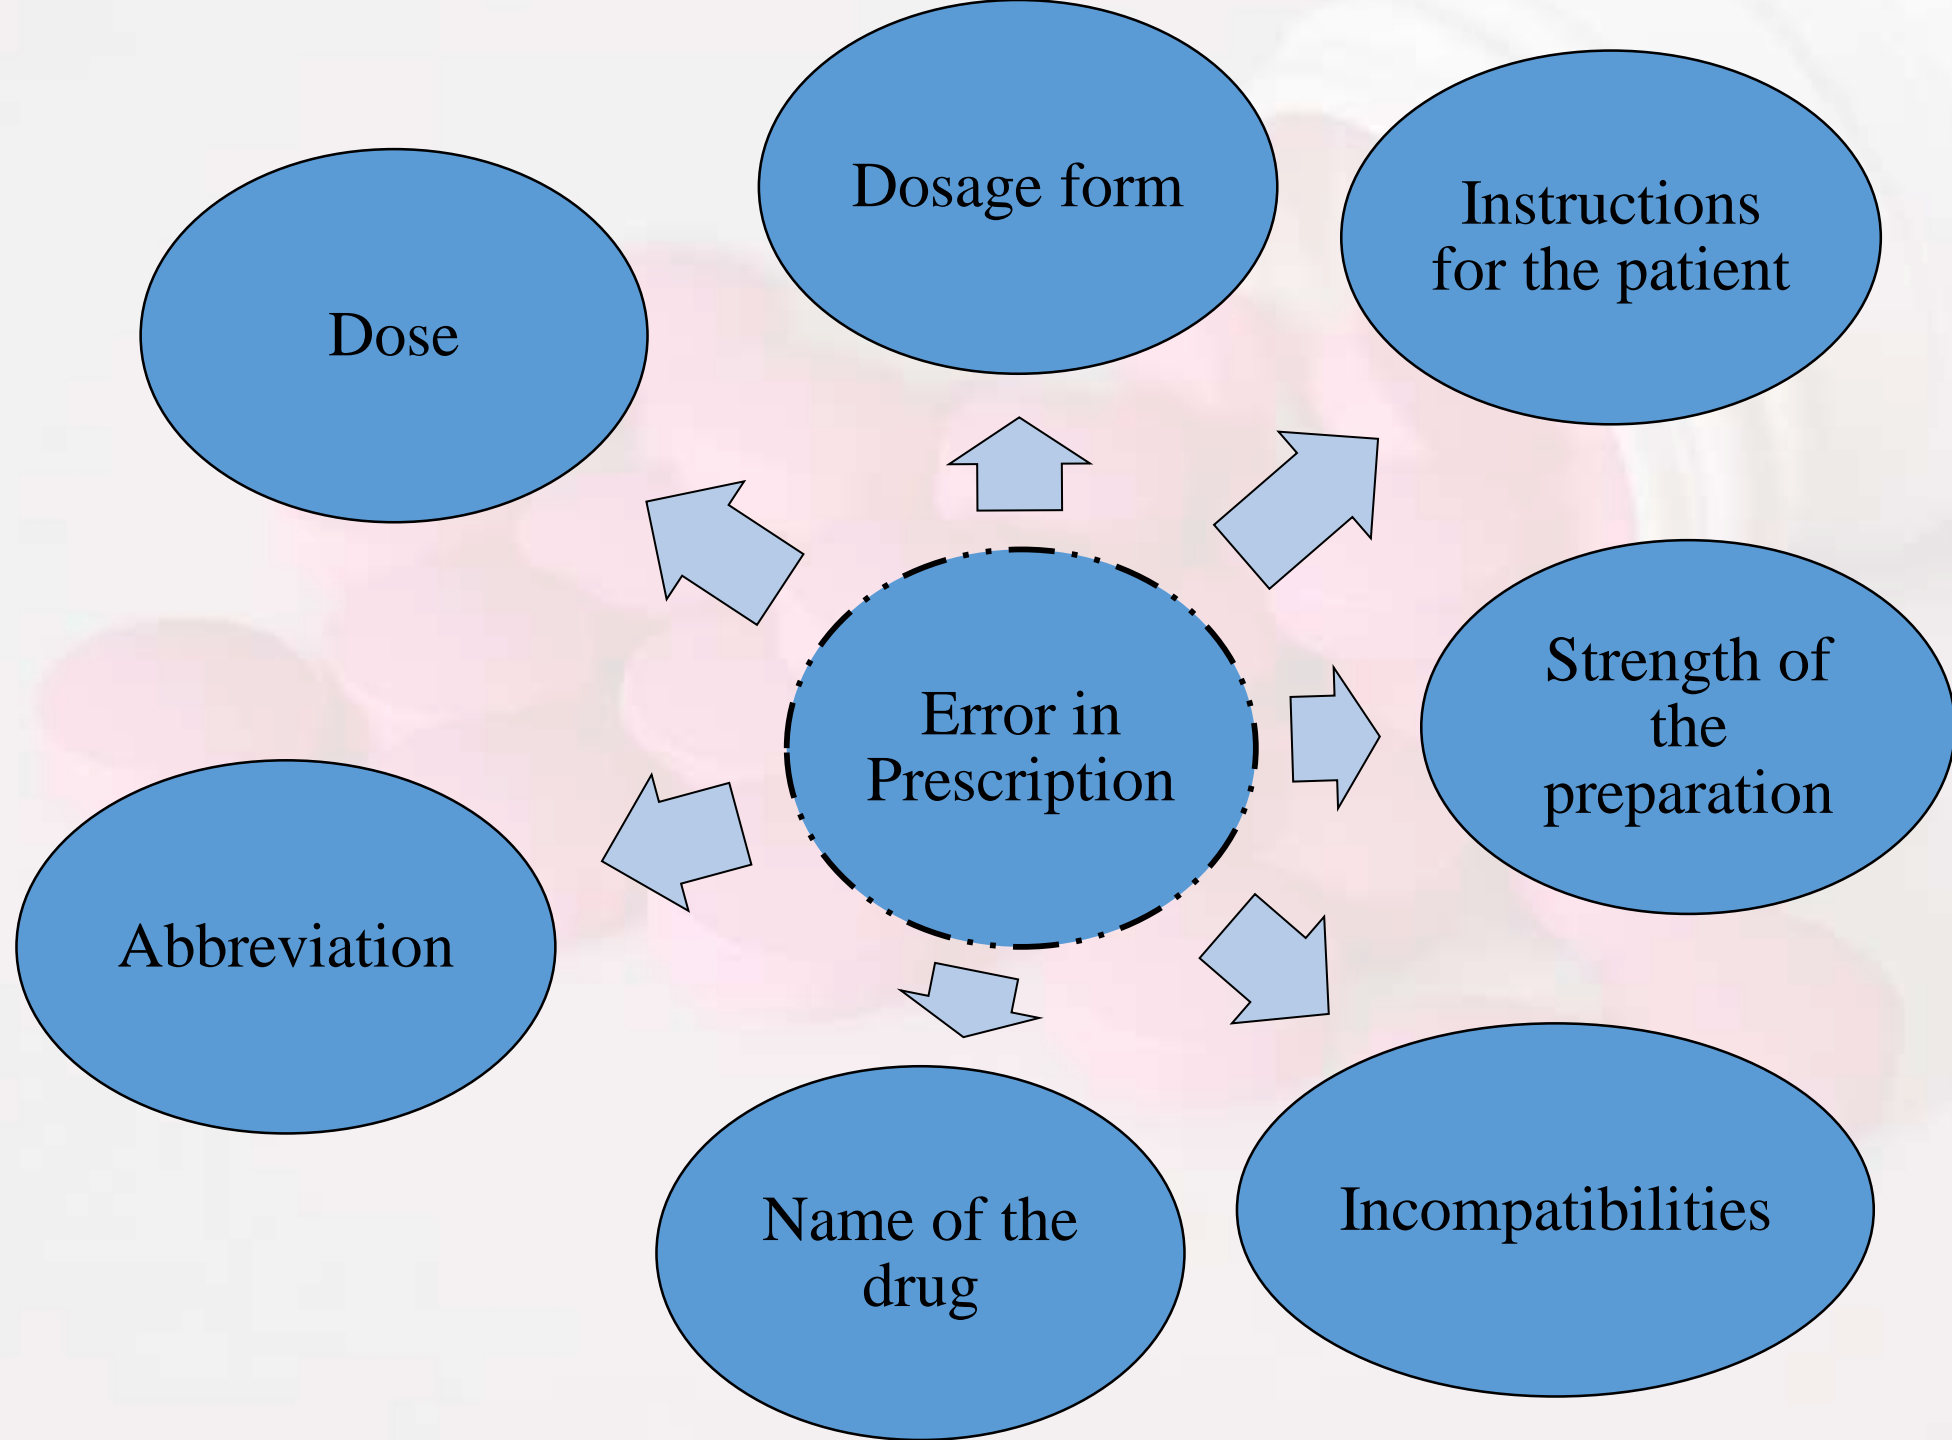 Dosage form
Instructions
for the patient
Dose
Strength of
the
preparation
Error in
Prescription
Abbreviation
Name of the
drug
Incompatibilities